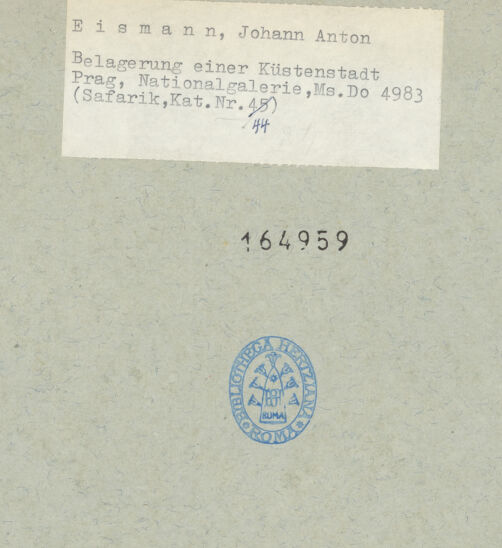 E i s m a n n, Johann Anton
Belagerung einer Küstenstadt
Prag, Nationalgalerie,Ms.Do 4983
(Safarik,Kat.Nr.45)
44
164959
BIBLIOTHECA HERTZIANA
ROMA
ROMA